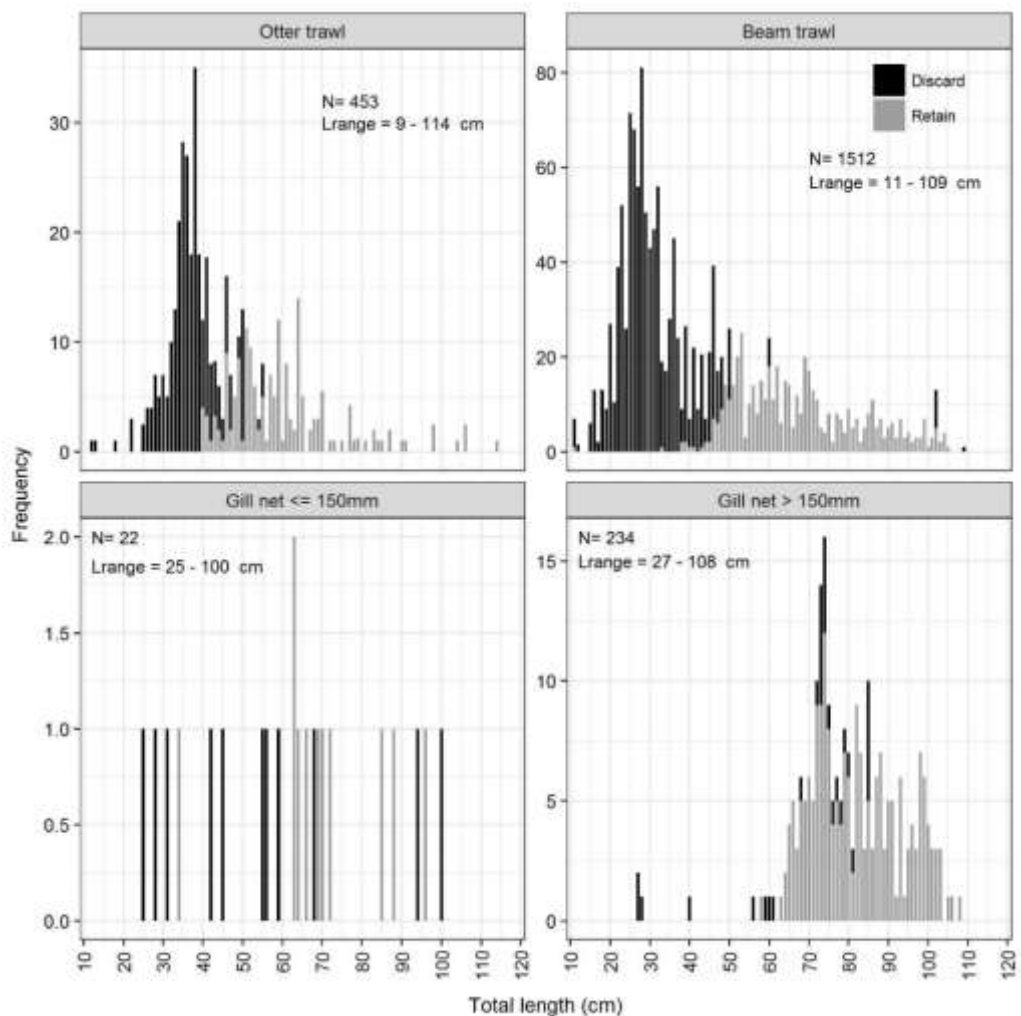 Otter trawl
Beam trawl
N= 453
Lrange = 9 - 114 cm
Discard
Retain
N= 1512
Lrange = 11 - 109 cm
30
20
10
0
80
60
40
20
0
Frequency
Gill net <= 150mm
Gill net > 150mm
N= 22
Lrange = 25 - 100 cm
N= 234
Lrange = 27 - 108 cm
2.0
1.5
1.0
0.5
0.0
15
10
5
0
10 20 30 40 50 60 70 80 90 100 110 120
10 20 30 40 50 60 70 80 90 100 110 120
Total length (cm)